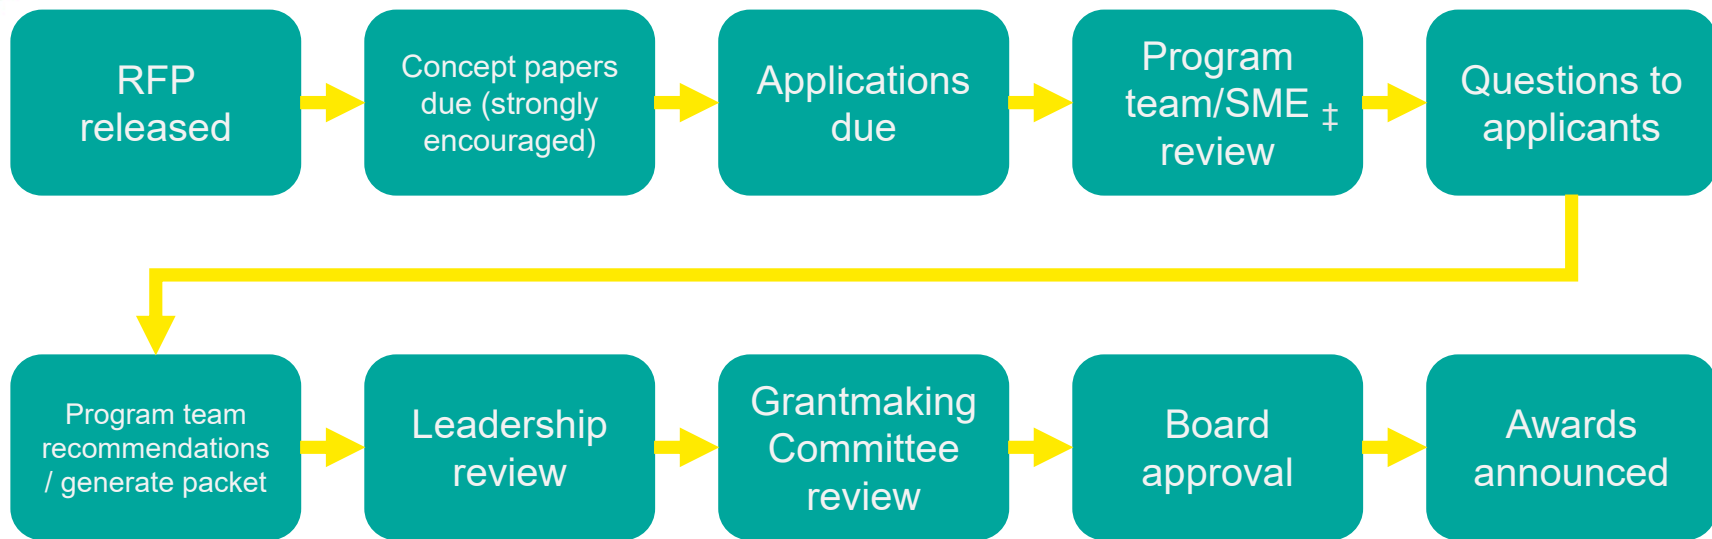 RFP
released
Concept papers
due (strongly
encouraged)
Applications
due
Program
team/SME ‡
review
Questions to
applicants
Program team
recommendations
/ generate packet
Leadership
review
Grantmaking
Committee
review
Board
approval
Awards
announced